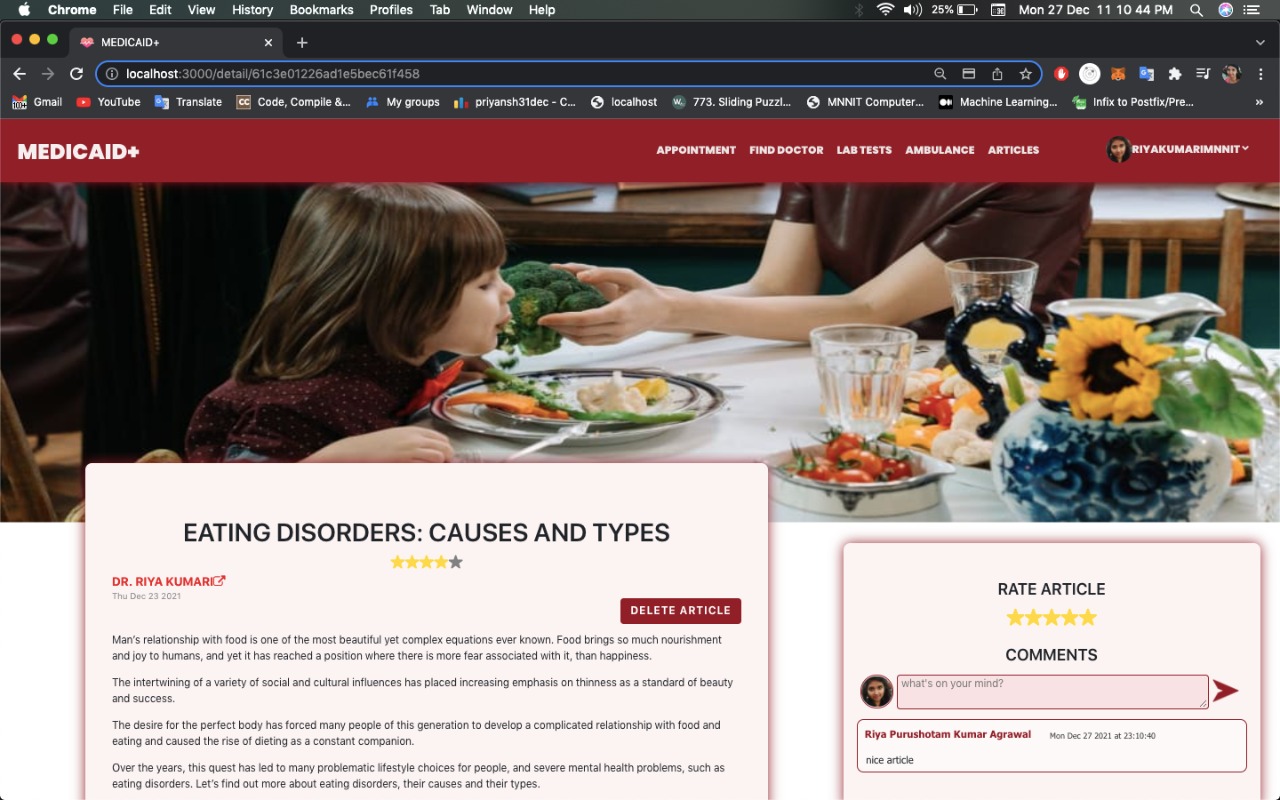 Chrome File Edit View History Bookmarks Profiles Tab Window Help 25% Mon 27 Dec 11 10 44 PM
MEDICAID+
localhost:3000/detail/61c3e01226ad1e5bec61f458
Gmail YouTube Translate CC Code, Compile &... My groups priyansh31dec - C... localhost W. 773. Sliding Puzzl... MNNIT Computer... Machine Learning... Infix to Postfix/Pre... »
MEDICAID+ APPOINTMENT FIND DOCTOR LAB TESTS AMBULANCE ARTICLES RIYAKUMARIMNNIT
EATING DISORDERS: CAUSES AND TYPES
DR. RIYA KUMARI
Thu Dec 23 2021
DELETE ARTICLE
Man's relationship with food is one of the most beautiful yet complex equations ever known. Food brings so much nourishment
and joy to humans, and yet it has reached a position where there is more fear associated with it, than happiness.
The intertwining of a variety of social and cultural influences has placed increasing emphasis on thinness as a standard of beauty
and success.
The desire for the perfect body has forced many people of this generation to develop a complicated relationship with food and
eating and caused the rise of dieting as a constant companion.
Over the years, this quest has led to many problematic lifestyle choices for people, and severe mental health problems, such as
eating disorders. Let's find out more about eating disorders, their causes and their types.
RATE ARTICLE
COMMENTS
what's on your mind?
Riya Purushotam Kumar Agrawal Mon Dec 27 2021 at 23:10:40
nice article